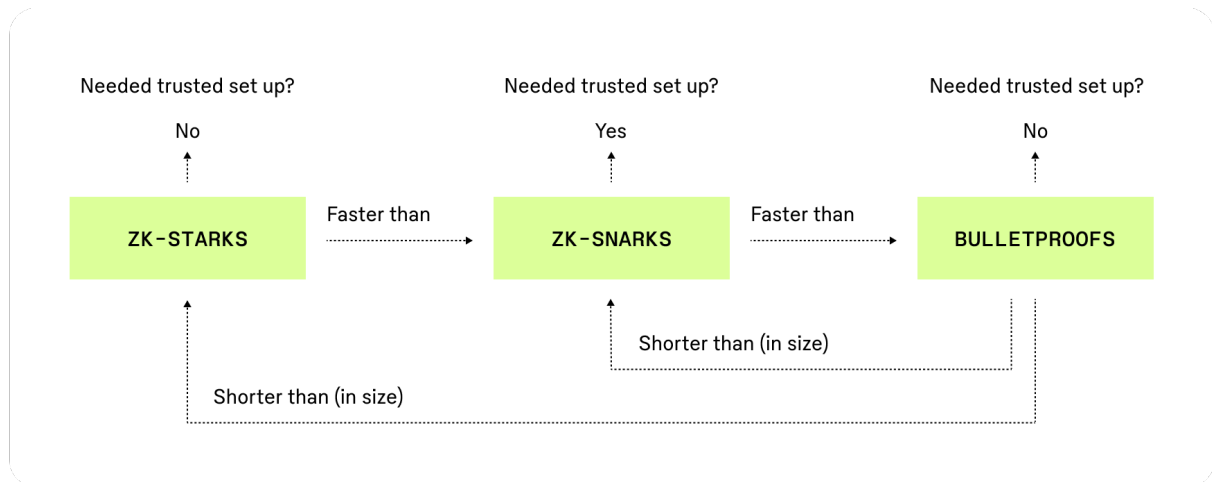 Needed trusted set up?
Needed trusted set up?
Needed trusted set up?
No
Yes
No
ZK-STARKS
Faster than
ZK-SNARKS
Faster than
BULLETPROOFS
Shorter than (in size)
Shorter than (in size)